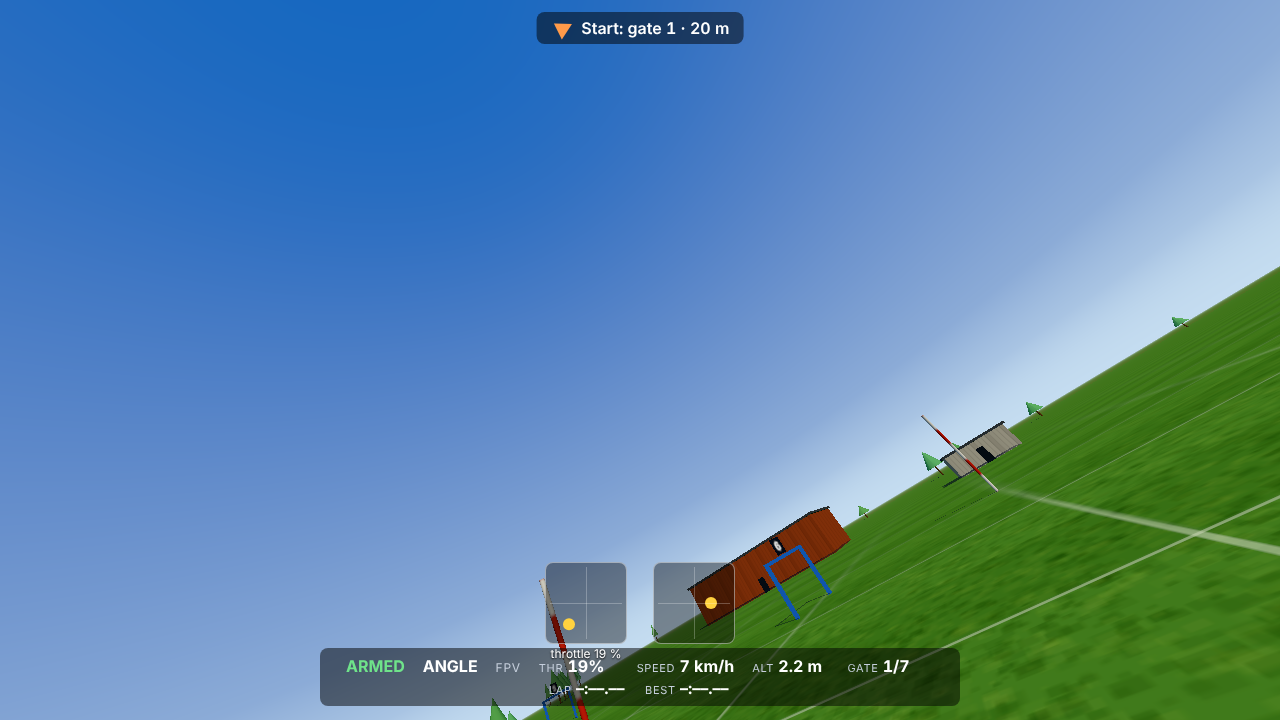 Start: gate 1 · 20 m
throttle 19 %
ARMED ANGLE FPV THR 19% SPEED 7 km/h ALT 2.2 m GATE 1/7
LAP –:––.–– BEST –:––.––